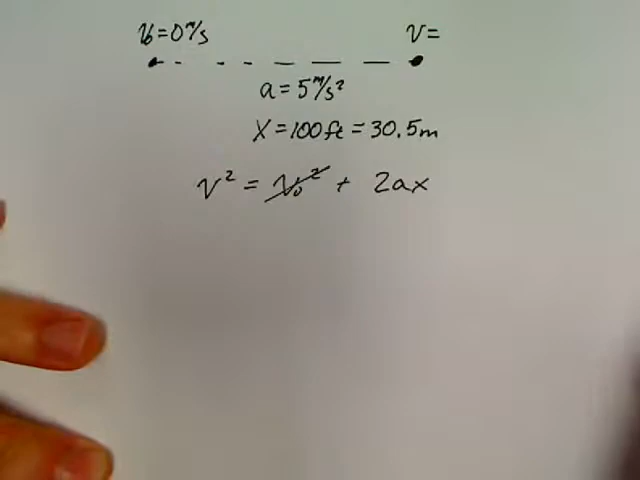 v₀=0m/s v=
a=5m/s²
x=100ft=30.5m
v²=v₀²+2ax